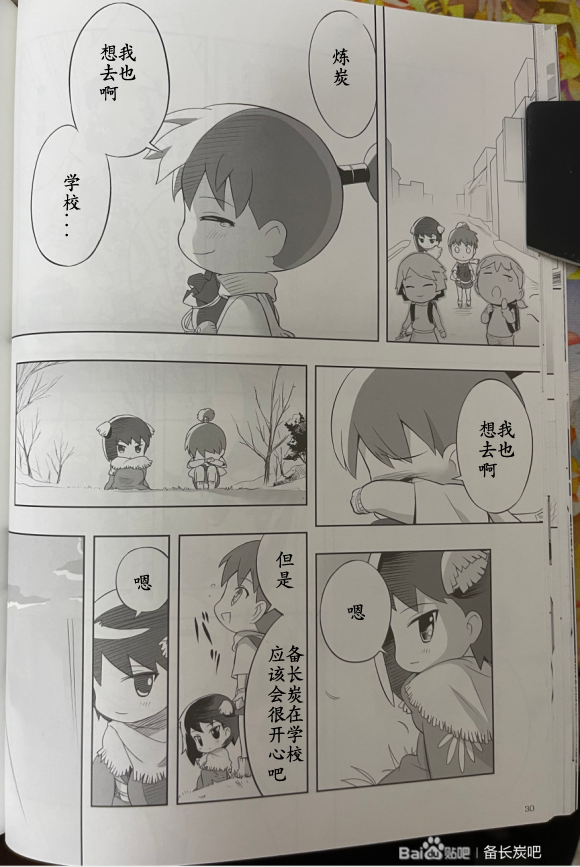 炼炭
我也
想去啊
学校...
我也
想去啊
嗯
但是
备长炭在学校
应该会很
开心吧
嗯
30
Bai贴吧 | 备长炭吧